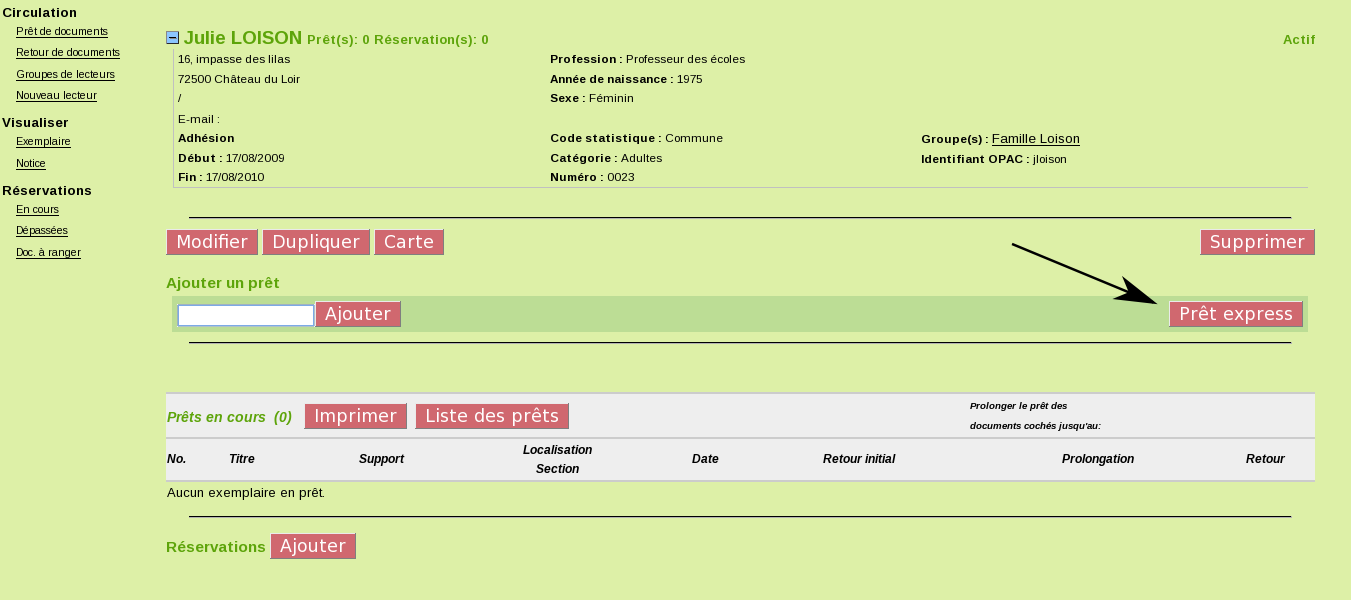 Circulation
Prêt de documents
Retour de documents
Groupes de lecteurs
Nouveau lecteur
Visualiser
Exemplaire
Notice
Réservations
En cours
Dépassées
Doc. à ranger
Julie LOISON Prêt(s): 0 Réservation(s): 0 Actif
16, impasse des lilas Profession : Professeur des écoles
72500 Château du Loir Année de naissance : 1975
/ Sexe : Féminin
E-mail :
Adhésion Code statistique : Commune Groupe(s) : Famille Loison
Début : 17/08/2009 Catégorie : Adultes Identifiant OPAC : jloison
Fin : 17/08/2010 Numéro : 0023
Modifier Dupliquer Carte Supprimer
Ajouter un prêt
Ajouter Prêt express
Prêts en cours (0) Imprimer Liste des prêts
Prolonger le prêt des
documents cochés jusqu'au:
No. Titre Support Localisation Section Date Retour initial Prolongation Retour
Aucun exemplaire en prêt.
Réservations Ajouter